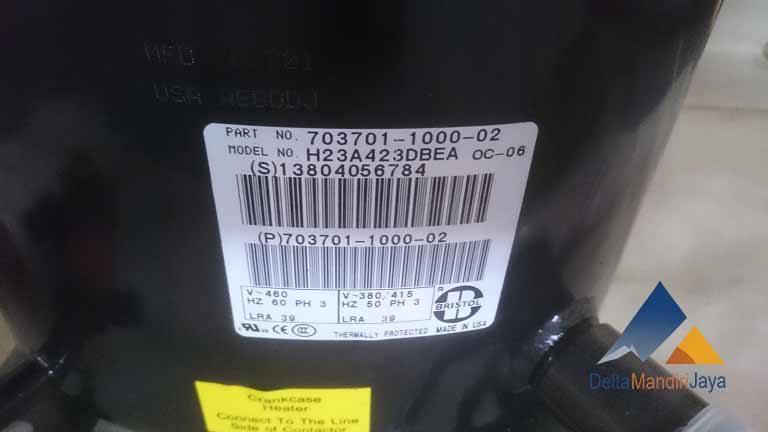 MFD
USA
PART NO. 703701-1000-02
MODEL NO. H23A423DBEA OC-06
(S)13804056784
(P)703701-1000-02
V~460
HZ 60 PH 3
LRA 39
V~380/415
HZ 50 PH 3
LRA 39
R
BRISTOL
THERMALLY PROTECTED MADE IN USA
Crankcase
Heater
Connect To The Line
Side of Contactor
DeltaMandiriJaya